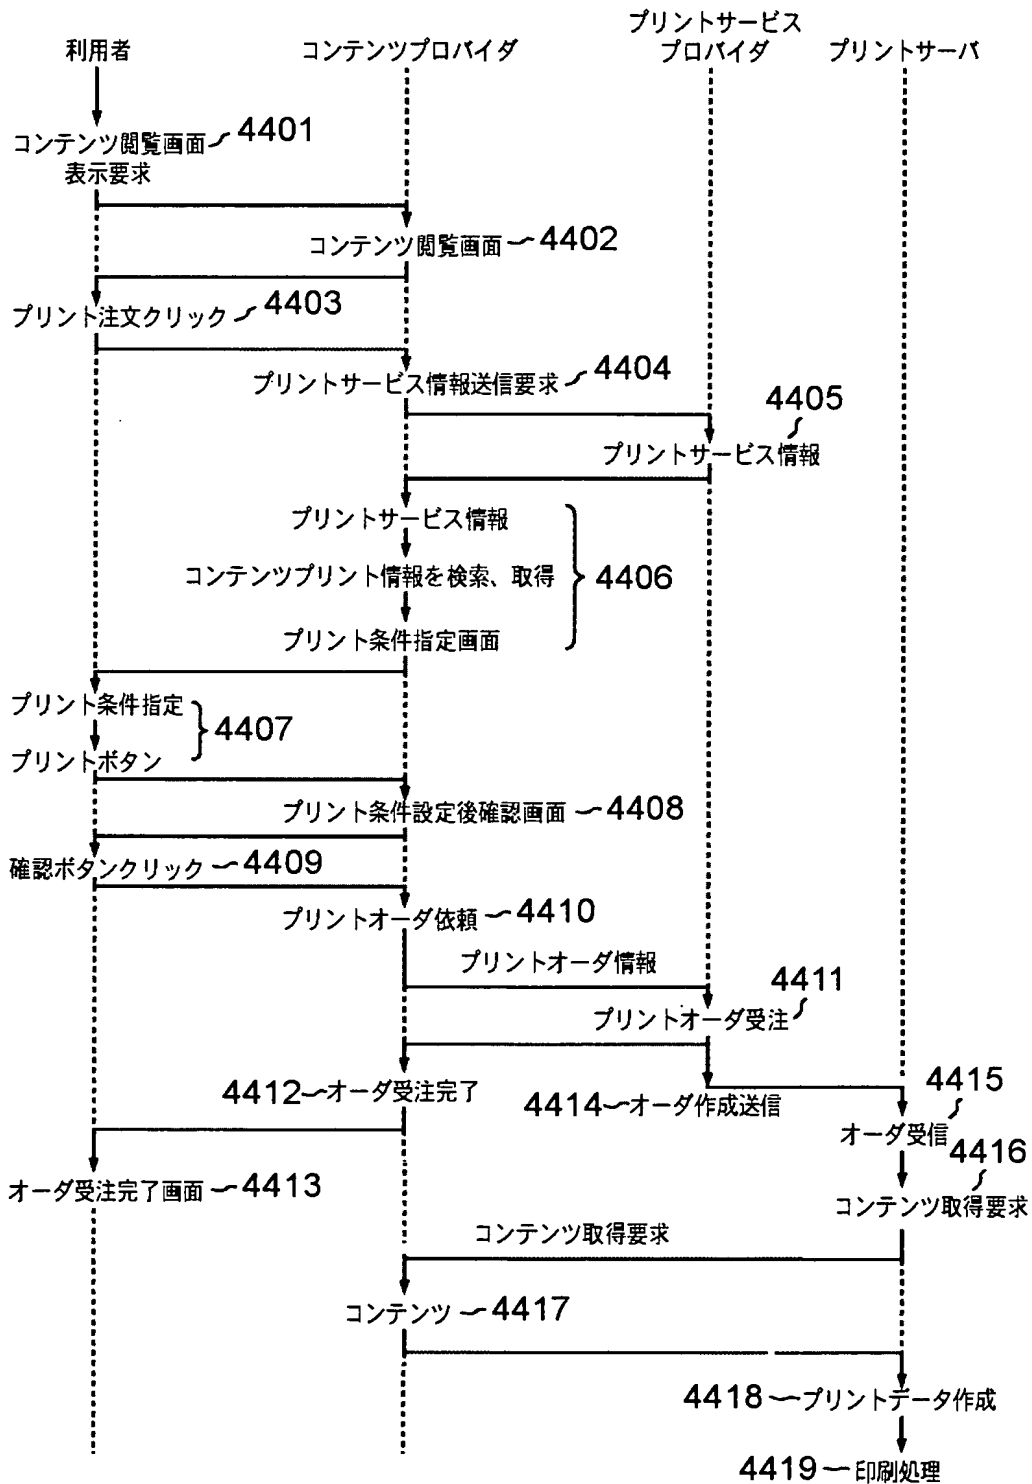 利用者
コンテンツプロバイダ
プリントサービス
プロバイダ
プリントサーバ
コンテンツ閲覧画面 4401
表示要求
コンテンツ閲覧画面 4402
プリント注文クリック 4403
プリントサービス情報送信要求 4404
4405
プリントサービス情報
プリントサービス情報
コンテンツプリント情報を検索、取得
4406
プリント条件指定画面
プリント条件指定
4407
プリントボタン
プリント条件設定後確認画面 4408
確認ボタンクリック 4409
プリントオーダ依頼 4410
プリントオーダ情報
4411
プリントオーダ受注
4412 オーダ受注完了
4414 オーダ作成送信
4415
オーダ受信
4416
オーダ受注完了画面 4413
コンテンツ取得要求
コンテンツ取得要求
コンテンツ 4417
4418 プリントデータ作成
4419 印刷処理